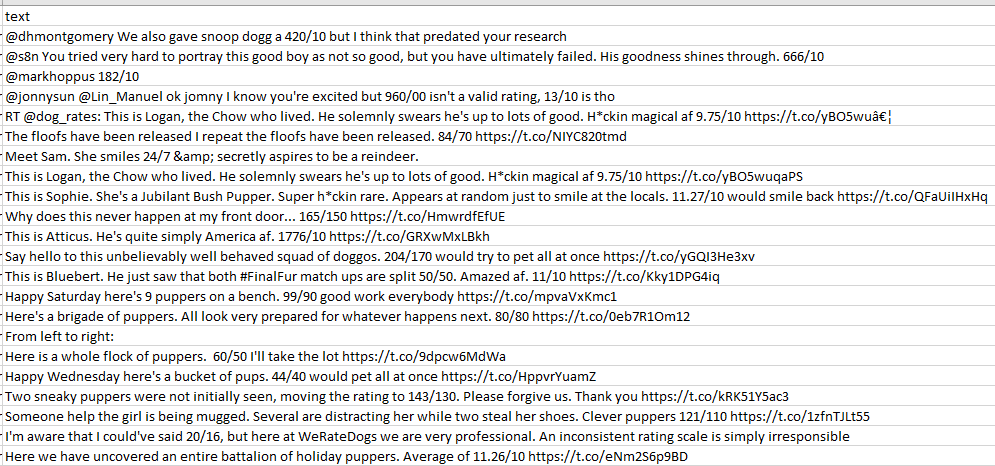 text
@dhmontgomery We also gave snoop dogg a 420/10 but I think that predated your research
@s8n You tried very hard to portray this good boy as not so good, but you have ultimately failed. His goodness shines through. 666/10
@markhoppus 182/10
@jonnysun @Lin_Manuel ok jomny I know you're excited but 960/00 isn't a valid rating, 13/10 is tho
RT @dog_rates: This is Logan, the Chow who lived. He solemnly swears he's up to lots of good. H*ckin magical af 9.75/10 https://t.co/yBO5wuâ€¦
The floofs have been released I repeat the floofs have been released. 84/70 https://t.co/NIYC820tmd
Meet Sam. She smiles 24/7 &amp; secretly aspires to be a reindeer.
This is Logan, the Chow who lived. He solemnly swears he's up to lots of good. H*ckin magical af 9.75/10 https://t.co/yBO5wuqaPS
This is Sophie. She's a Jubilant Bush Pupper. Super h*ckin rare. Appears at random just to smile at the locals. 11.27/10 would smile back https://t.co/QFaUiIHxHq
Why does this never happen at my front door... 165/150 https://t.co/HmwrdfEfUE
This is Atticus. He's quite simply America af. 1776/10 https://t.co/GRXwMxLBkh
Say hello to this unbelievably well behaved squad of doggos. 204/170 would try to pet all at once https://t.co/yGQI3He3xv
This is Bluebert. He just saw that both #FinalFur match ups are split 50/50. Amazed af. 11/10 https://t.co/Kky1DPG4iq
Happy Saturday here's 9 puppers on a bench. 99/90 good work everybody https://t.co/mpvaVxKmc1
Here's a brigade of puppers. All look very prepared for whatever happens next. 80/80 https://t.co/0eb7R1Om12
From left to right:
Here is a whole flock of puppers.  60/50 I'll take the lot https://t.co/9dpcw6MdWa
Happy Wednesday here's a bucket of pups. 44/40 would pet all at once https://t.co/HppvrYuamZ
Two sneaky puppers were not initially seen, moving the rating to 143/130. Please forgive us. Thank you https://t.co/kRK51Y5ac3
Someone help the girl is being mugged. Several are distracting her while two steal her shoes. Clever puppers 121/110 https://t.co/1zfnTJLt55
I'm aware that I could've said 20/16, but here at WeRateDogs we are very professional. An inconsistent rating scale is simply irresponsible
Here we have uncovered an entire battalion of holiday puppers. Average of 11.26/10 https://t.co/eNm2S6p9BD